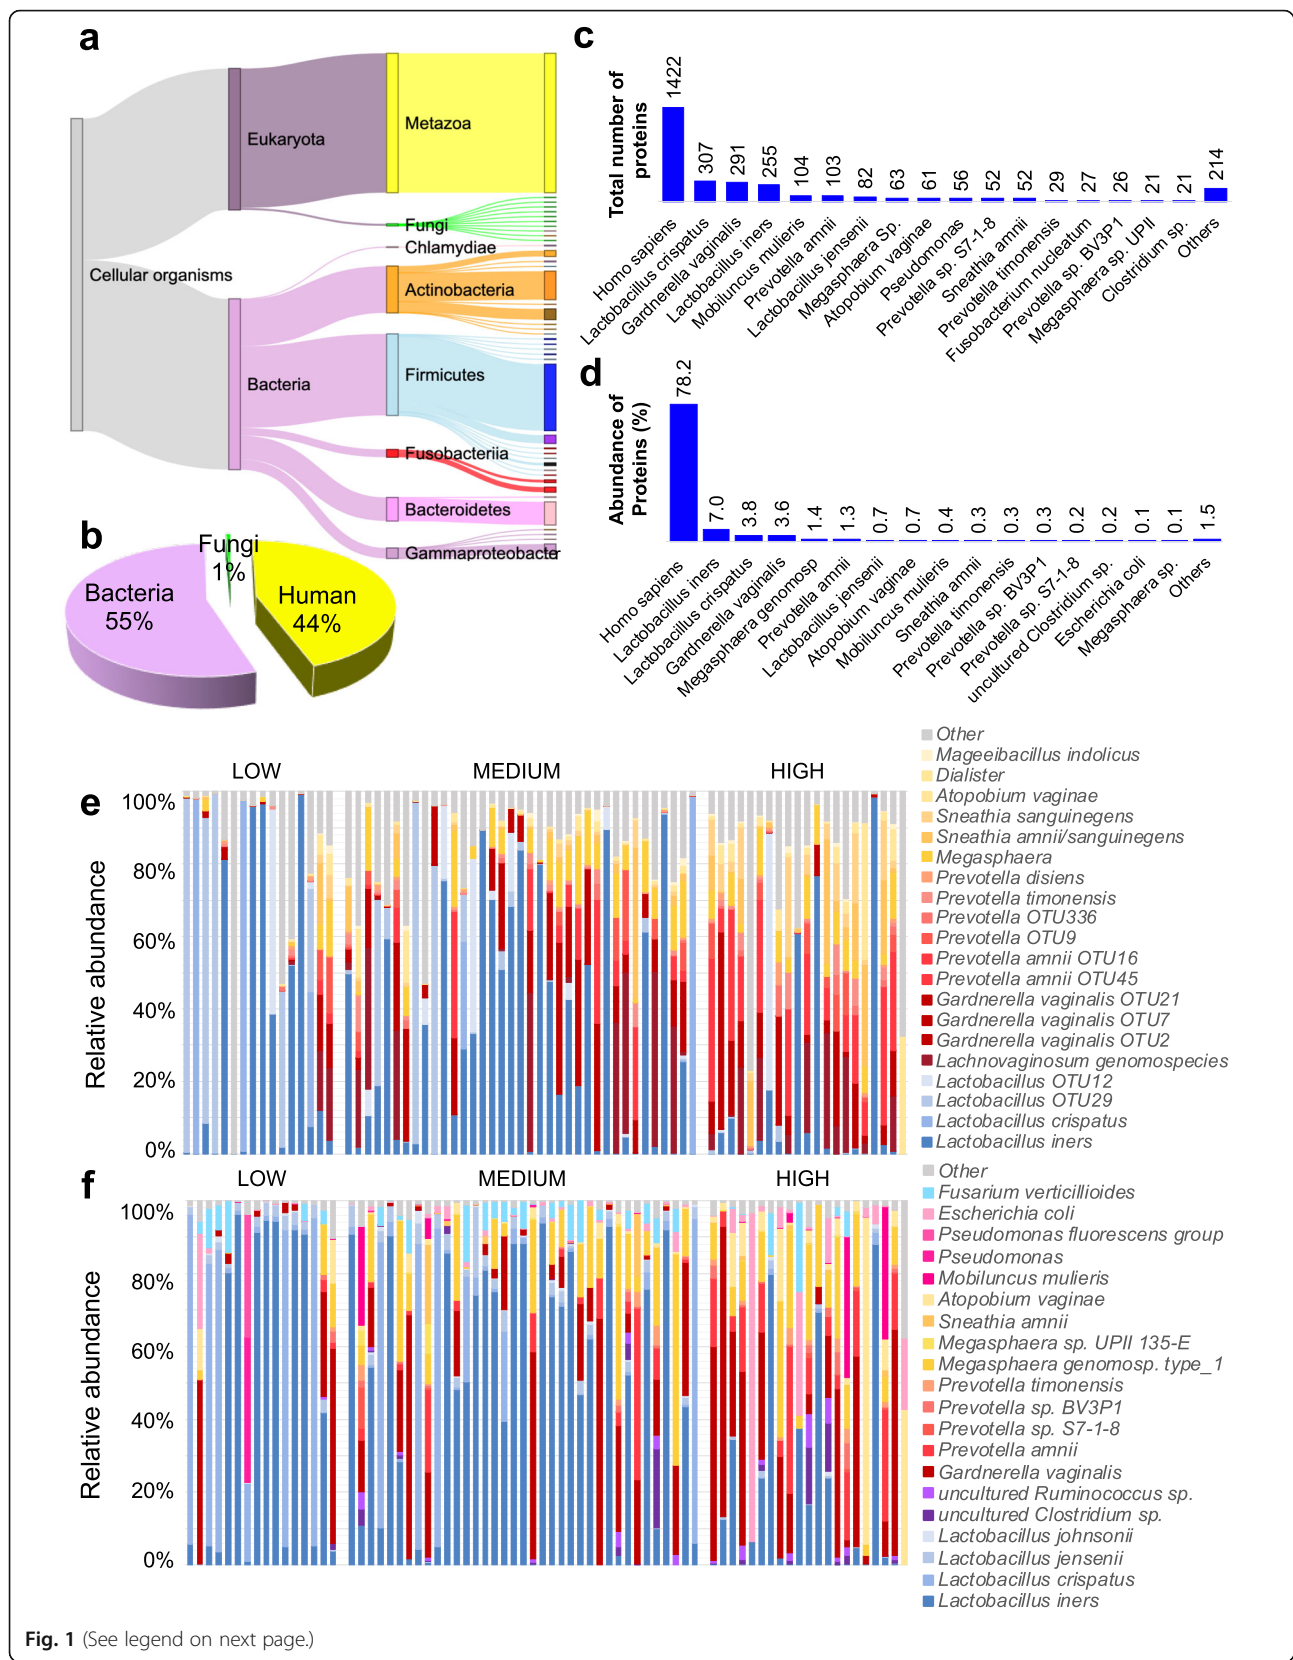 a
Cellular organisms
Eukaryota
Bacteria
Metazoa
Fungi
Chlamydiae
Actinobacteria
Firmicutes
Fusobacteriia
Bacteroidetes
Gammaproteobacter
b
Fungi
1%
Bacteria
55%
Human
44%
c
Total number of
proteins
1422
307
291
255
104
103
82
63
61
56
52
52
29
27
26
21
21
214
Homo sapiens
Lactobacillus crispatus
Gardnerella vaginalis
Lactobacillus iners
Mobiluncus mulieris
Prevotella amnii
Lactobacillus jensenii
Megasphaera Sp.
Atopobium vaginae
Pseudomonas
Prevotella sp. S7-1-8
Sneathia amnii
Prevotella timonensis
Fusobacterium nucleatum
Prevotella sp. BV3P1
Megasphaera sp. UPII
Clostridium sp.
Others
d
Abundance of
Proteins (%)
78.2
7.0
3.8
3.6
1.4
1.3
0.7
0.7
0.4
0.3
0.3
0.3
0.2
0.2
0.1
0.1
1.5
Homo sapiens
Lactobacillus iners
Lactobacillus crispatus
Gardnerella vaginalis
Megasphaera genomosp
Prevotella amnii
Lactobacillus jensenii
Atopobium vaginae
Mobiluncus mulieris
Sneathia amnii
Prevotella timonensis
Prevotella sp. BV3P1
Prevotella sp. S7-1-8
uncultured Clostridium sp.
Escherichia coli
Megasphaera sp.
Others
e
LOW
MEDIUM
HIGH
Relative abundance
100%
80%
60%
40%
20%
0%
Other
Mageeibacillus indolicus
Dialister
Atopobium vaginae
Sneathia sanguinegens
Sneathia amnii/sanguinegens
Megasphaera
Prevotella disiens
Prevotella timonensis
Prevotella OTU336
Prevotella OTU9
Prevotella amnii OTU16
Prevotella amnii OTU45
Gardnerella vaginalis OTU21
Gardnerella vaginalis OTU7
Gardnerella vaginalis OTU2
Lachnovaginosum genomospecies
Lactobacillus OTU12
Lactobacillus OTU29
Lactobacillus crispatus
Lactobacillus iners
f
LOW
MEDIUM
HIGH
Relative abundance
100%
80%
60%
40%
20%
0%
Other
Fusarium verticillioides
Escherichia coli
Pseudomonas fluorescens group
Pseudomonas
Mobiluncus mulieris
Atopobium vaginae
Sneathia amnii
Megasphaera sp. UPII 135-E
Megasphaera genomosp. type_1
Prevotella timonensis
Prevotella sp. BV3P1
Prevotella sp. S7-1-8
Prevotella amnii
Gardnerella vaginalis
uncultured Ruminococcus sp.
uncultured Clostridium sp.
Lactobacillus johnsonii
Lactobacillus jensenii
Lactobacillus crispatus
Lactobacillus iners
Fig. 1 (See legend on next page.)